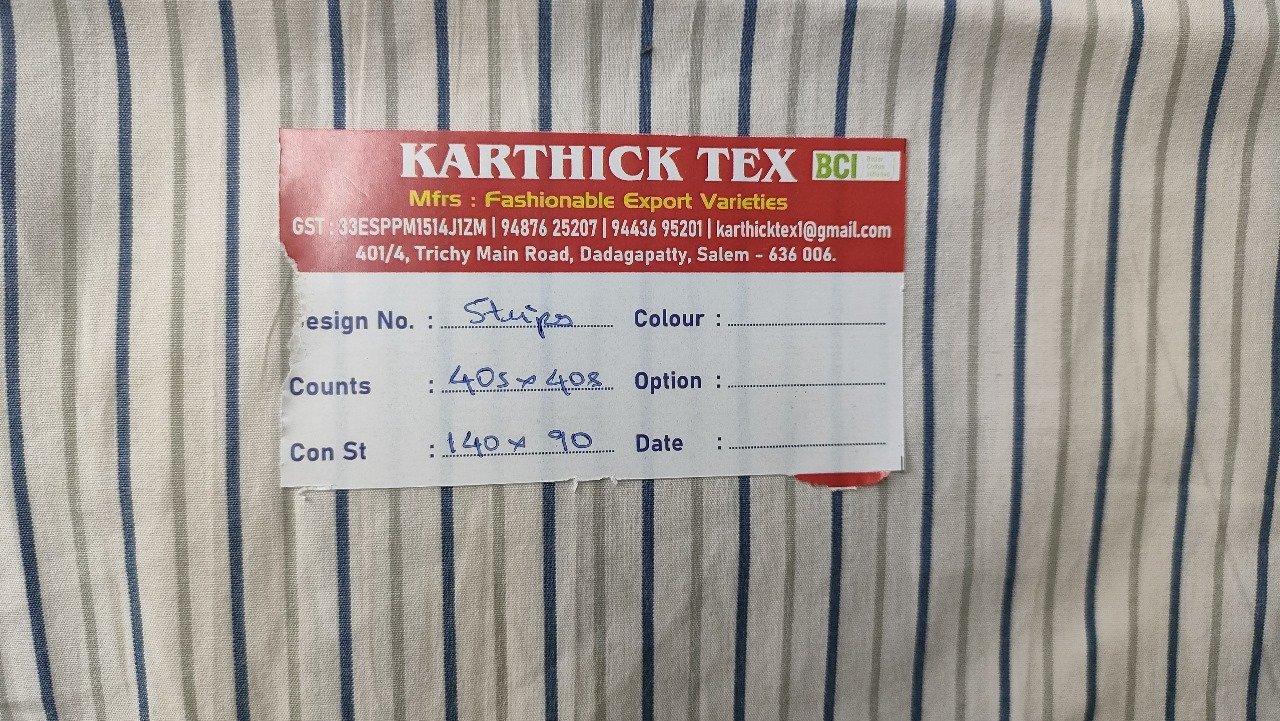 KARTHICK TEX BCI
Mfrs : Fashionable Export Varieties
GST : 33ESPPM1514J1ZM | 94876 25207 | 94436 95201 | karthicktex1@gmail.com
401/4, Trichy Main Road, Dadagapatty, Salem - 636 006.
esign No. : Strips Colour :
Counts : 40s x 40s Option :
Con St : 140 x 90 Date :